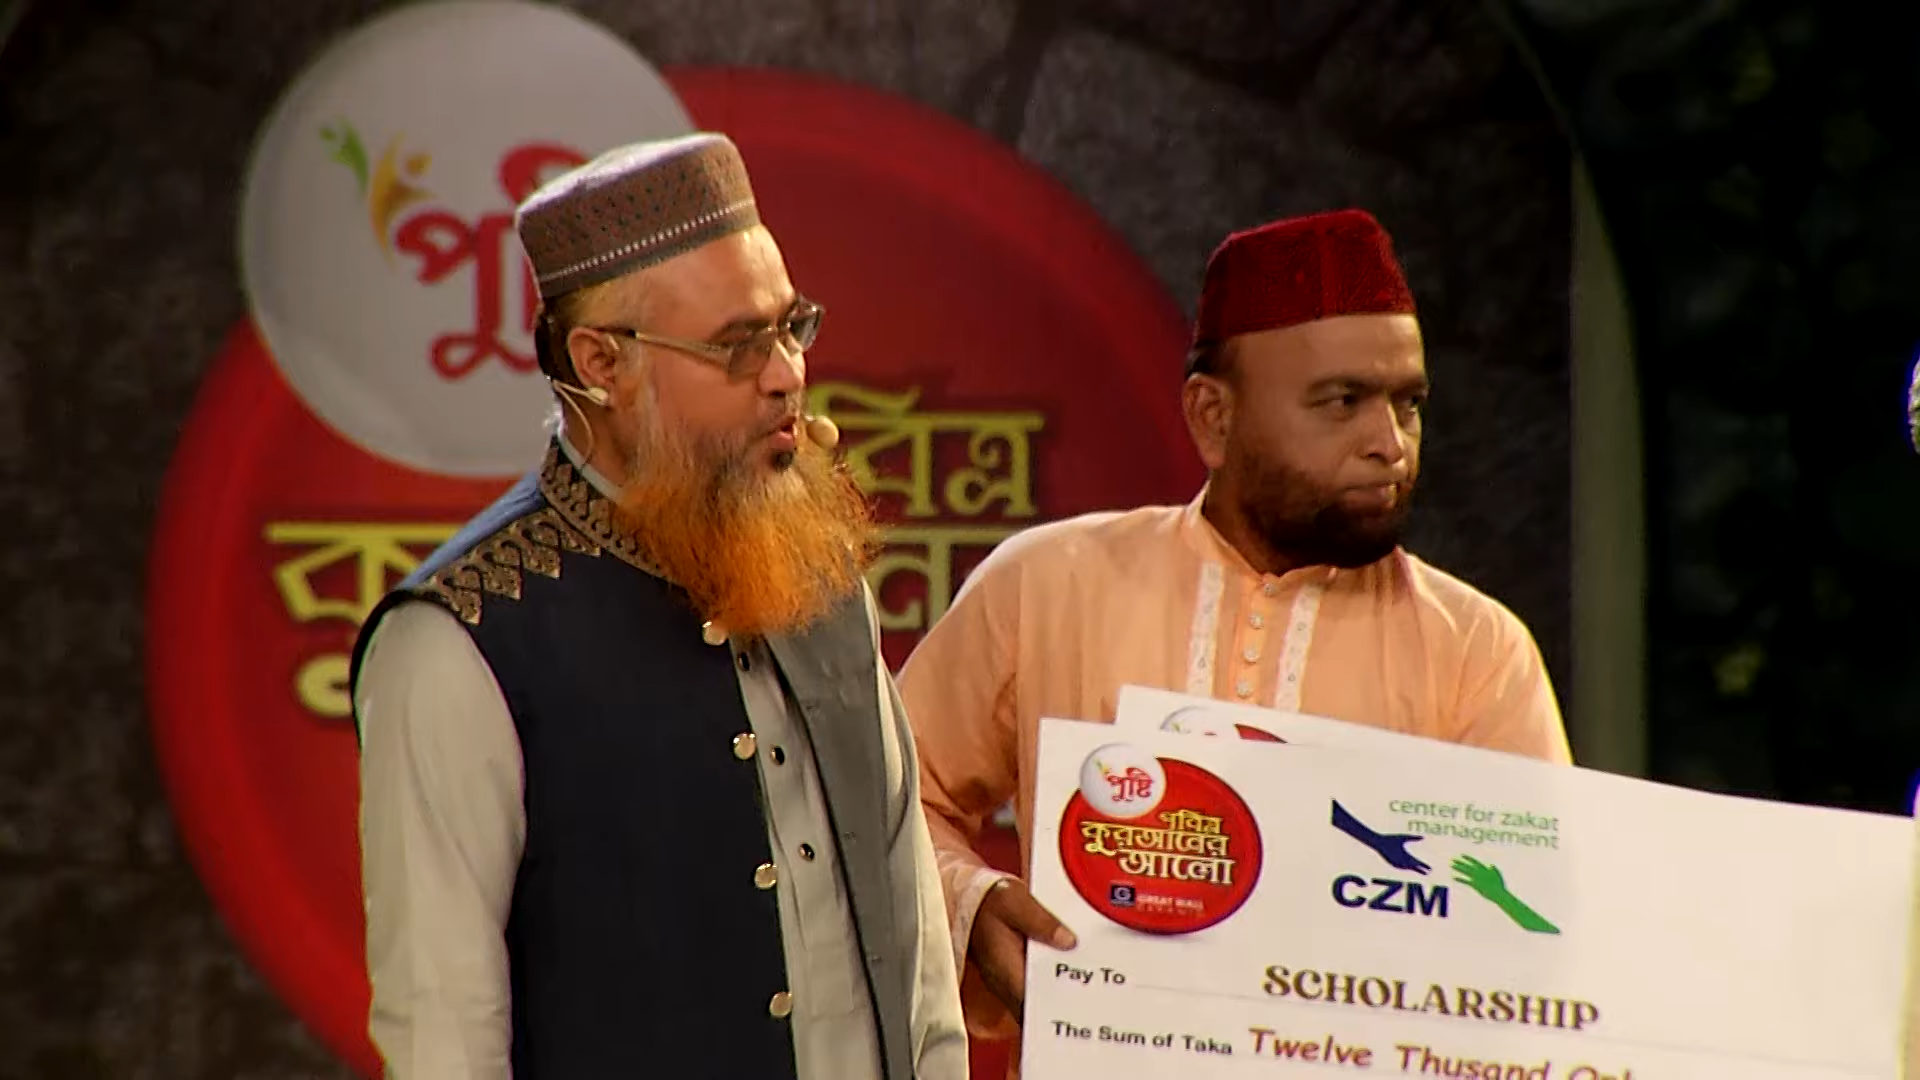 পুষ্টি
center for zakat
management
পবিত্র
কুরআনের
আলো
CZM
GREAT WALL
CERAMIC
Pay To
SCHOLARSHIP
The Sum of Taka Twelve Thusand